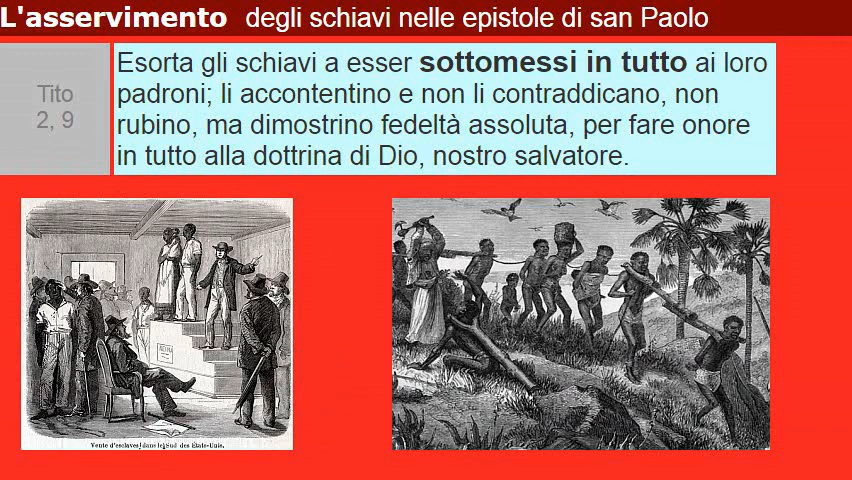 L'asservimento degli schiavi nelle epistole di san Paolo
Tito
2, 9
Esorta gli schiavi a esser sottomessi in tutto ai loro
padroni; li accontentino e non li contraddicano, non
rubino, ma dimostrino fedeltà assoluta, per fare onore
in tutto alla dottrina di Dio, nostro salvatore.
Vente d'esclaves dans le Sud des États-Unis.